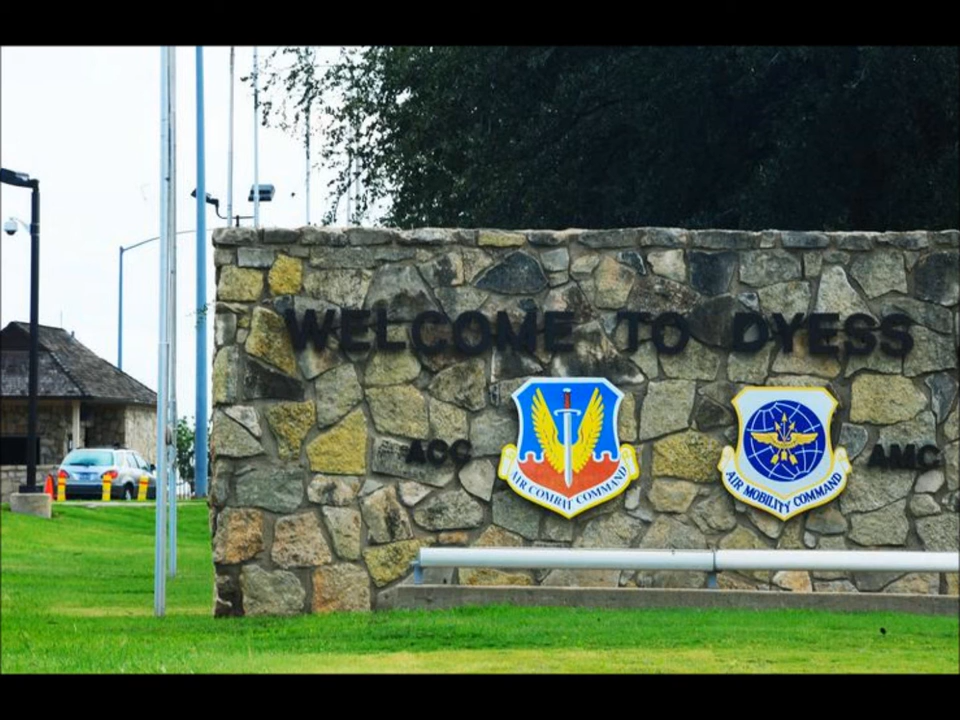 WELCOME TO DYESS
ACC
AIR COMBAT COMMAND
AIR MOBILITY COMMAND
AMC